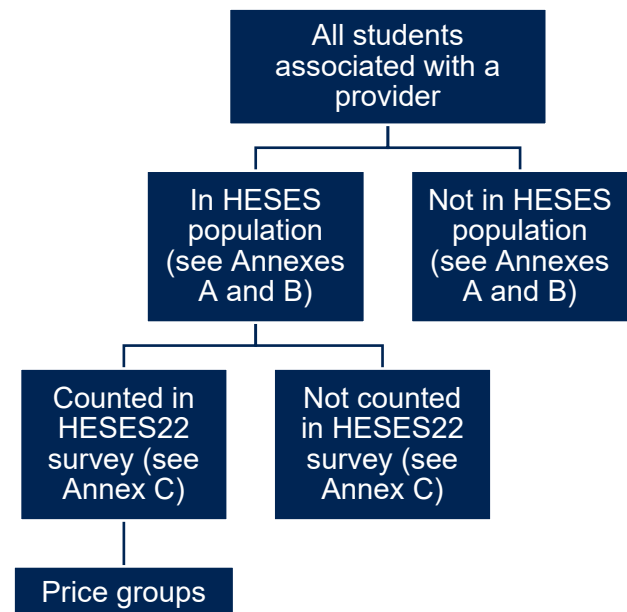 All students
associated with a
provider
In HESES
population
(see Annexes
A and B)
Not in HESES
population
(see Annexes
A and B)
Counted in
HESES22
survey (see
Annex C)
Not counted
in HESES22
survey (see
Annex C)
Price groups